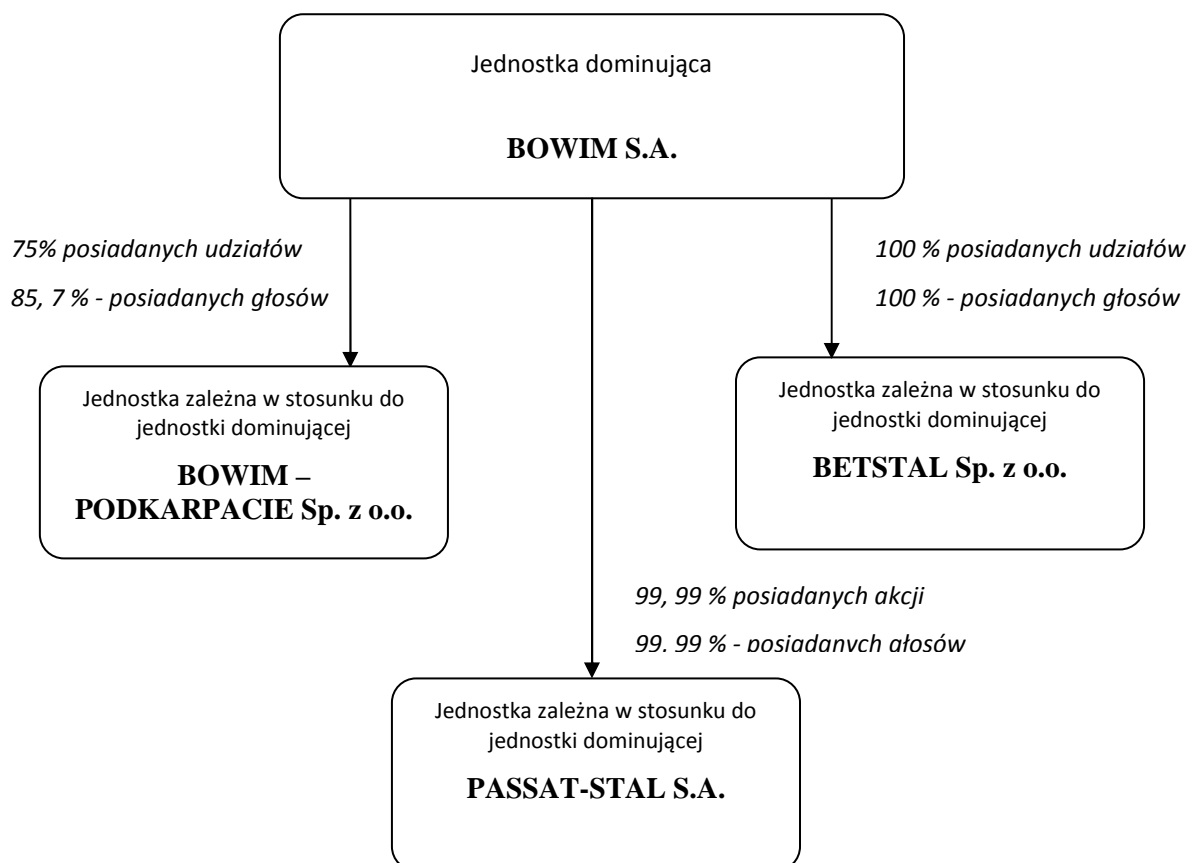 Jednostka dominująca
BOWIM S.A.
75% posiadanych udziałów
85, 7 % - posiadanych głosów
100 % posiadanych udziałów
100 % - posiadanych głosów
Jednostka zależna w stosunku do
jednostki dominującej
BOWIM –
PODKARPACIE Sp. z o.o.
Jednostka zależna w stosunku do
jednostki dominującej
BETSTAL Sp. z o.o.
99, 99 % posiadanych akcji
99, 99 % - posiadanych głosów
Jednostka zależna w stosunku do
jednostki dominującej
PASSAT-STAL S.A.